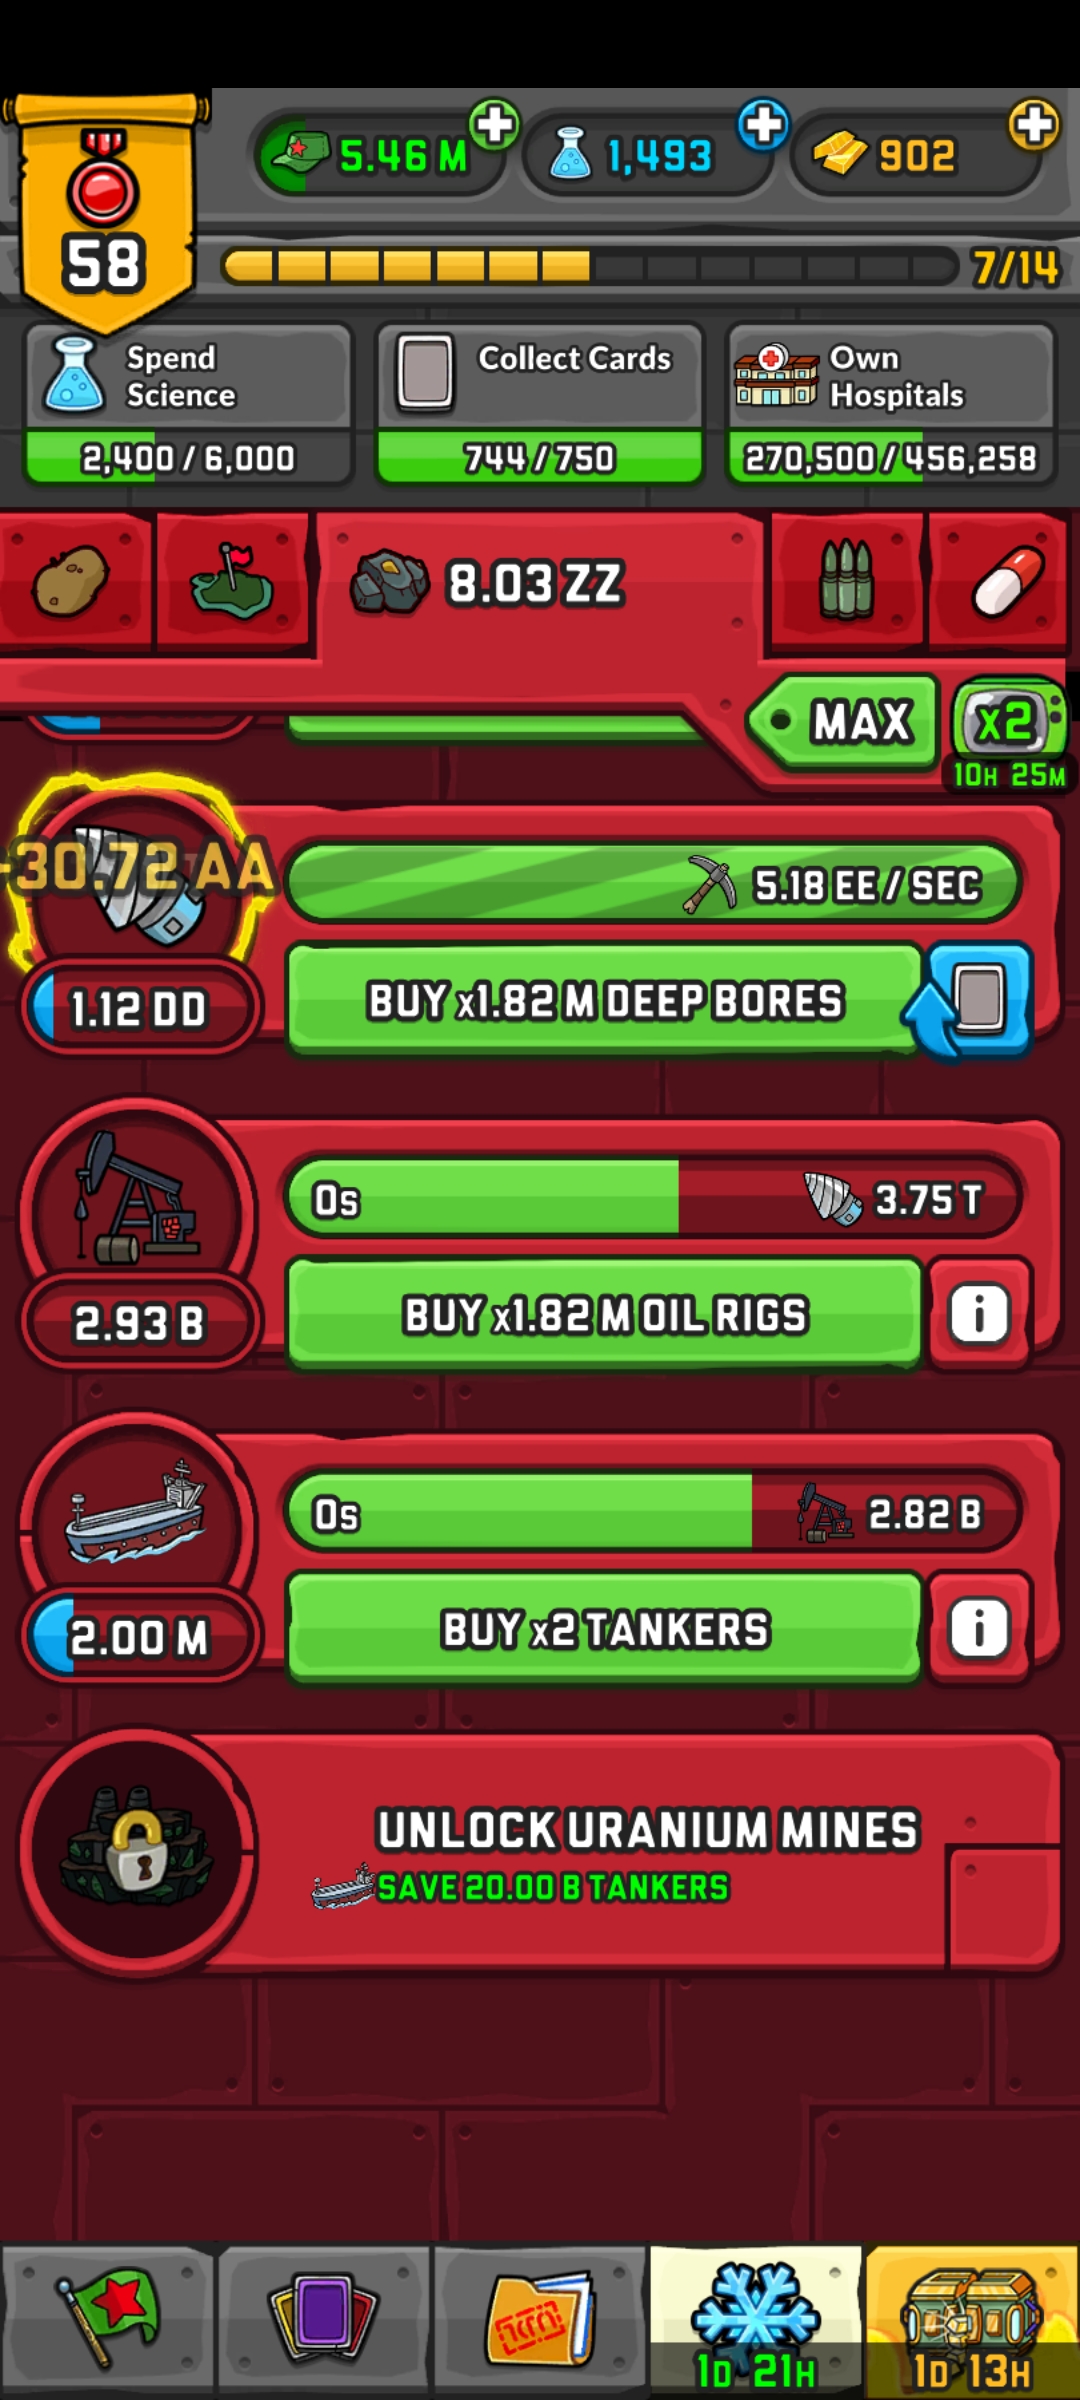 58
5.46 M
1,493
902
7/14
Spend
Science
2,400 / 6,000
Collect Cards
744 / 750
Own
Hospitals
270,500 / 456,258
8.03 ZZ
MAX
x2
10H 25M
30.72 AA
5.18 EE / SEC
1.12 DD
BUY x1.82 M DEEP BORES
0s
3.75 T
2.93 B
BUY x1.82 M OIL RIGS
i
0s
2.82 B
2.00 M
BUY x2 TANKERS
i
UNLOCK URANIUM MINES
SAVE 20.00 B TANKERS
1D 21H
1D 13H